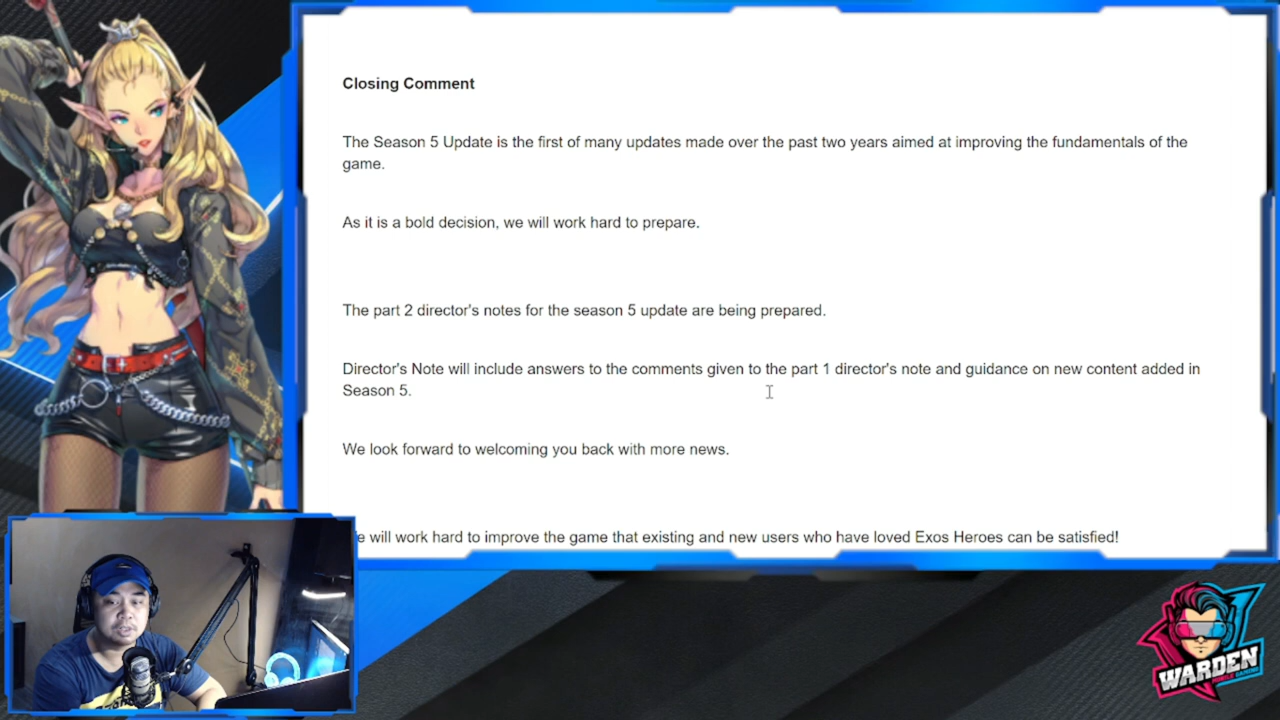 Closing Comment
The Season 5 Update is the first of many updates made over the past two years aimed at improving the fundamentals of the
game.
As it is a bold decision, we will work hard to prepare.
The part 2 director's notes for the season 5 update are being prepared.
Director's Note will include answers to the comments given to the part 1 director's note and guidance on new content added in
Season 5.
We look forward to welcoming you back with more news.
will work hard to improve the game that existing and new users who have loved Exos Heroes can be satisfied!
WARDEN
MOBILE GAMING